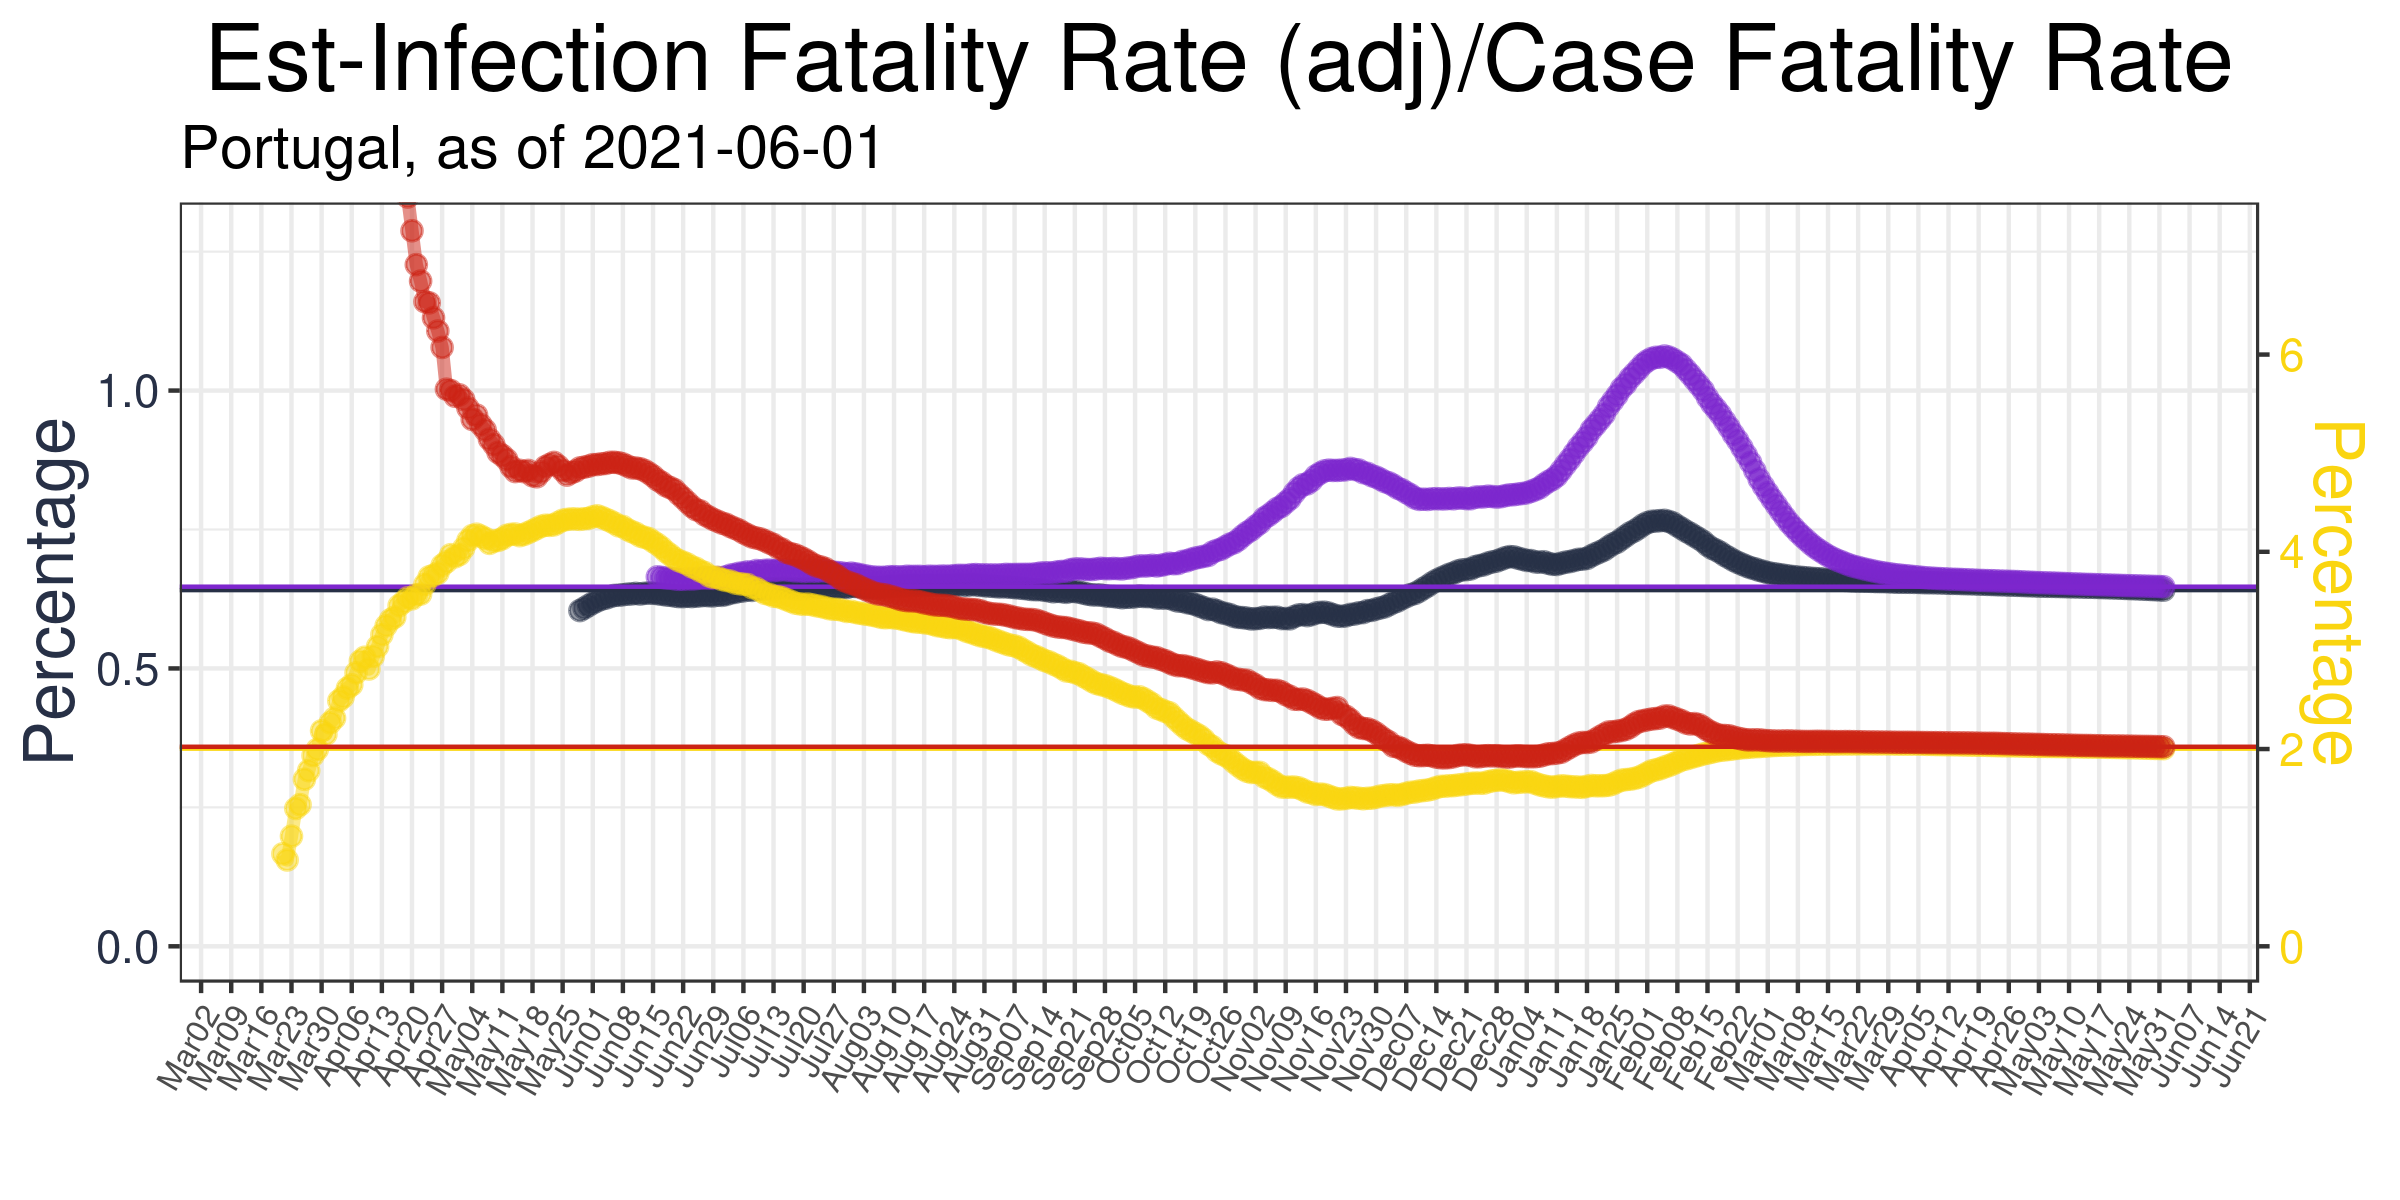 Est-Infection Fatality Rate (adj)/Case Fatality Rate
Portugal, as of 2021-06-01
Percentage
1.0
0.5
0.0
6
4
2
0
Percentage
Mar02
Mar09
Mar16
Mar23
Mar30
Apr06
Apr13
Apr20
Apr27
May04
May11
May18
May25
Jun01
Jun08
Jun15
Jun22
Jun29
Jul06
Jul13
Jul20
Jul27
Aug03
Aug10
Aug17
Aug24
Aug31
Sep07
Sep14
Sep21
Sep28
Oct05
Oct12
Oct19
Oct26
Nov02
Nov09
Nov16
Nov23
Nov30
Dec07
Dec14
Dec21
Dec28
Jan04
Jan11
Jan18
Jan25
Feb01
Feb08
Feb15
Feb22
Mar01
Mar08
Mar15
Mar22
Mar29
Apr05
Apr12
Apr19
Apr26
May03
May10
May17
May24
May31
Jun07
Jun14
Jun21